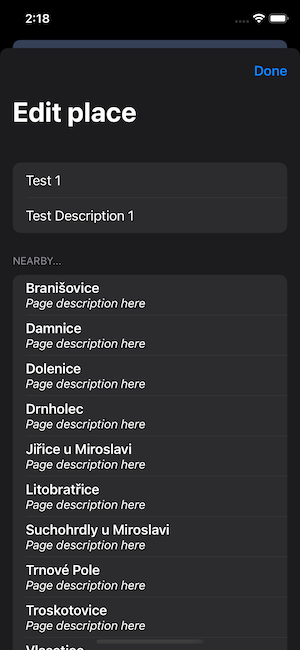 2:18
Done
Edit place
Test 1
Test Description 1
NEARBY...
Branišovice
Page description here
Damnice
Page description here
Dolenice
Page description here
Drnholec
Page description here
Jiřice u Miroslavi
Page description here
Litobratřice
Page description here
Suchohrdly u Miroslavi
Page description here
Trnové Pole
Page description here
Troskotovice
Page description here
Vlasatice